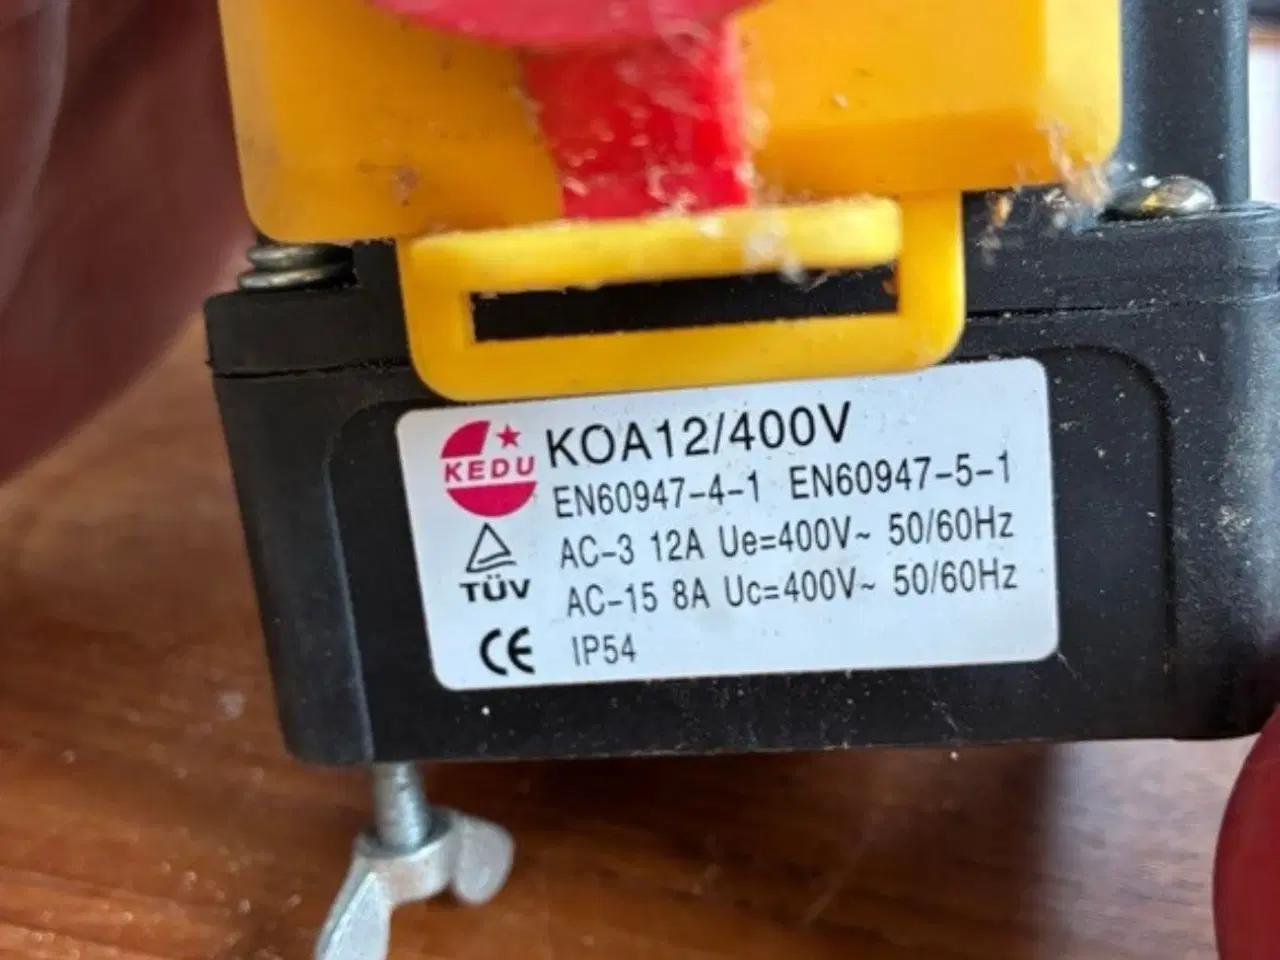 KEDU
KOA12/400V
EN60947-4-1 EN60947-5-1
AC-3 12A Ue=400V~ 50/60Hz
TÜV
AC-15 8A Uc=400V~ 50/60Hz
CE IP54